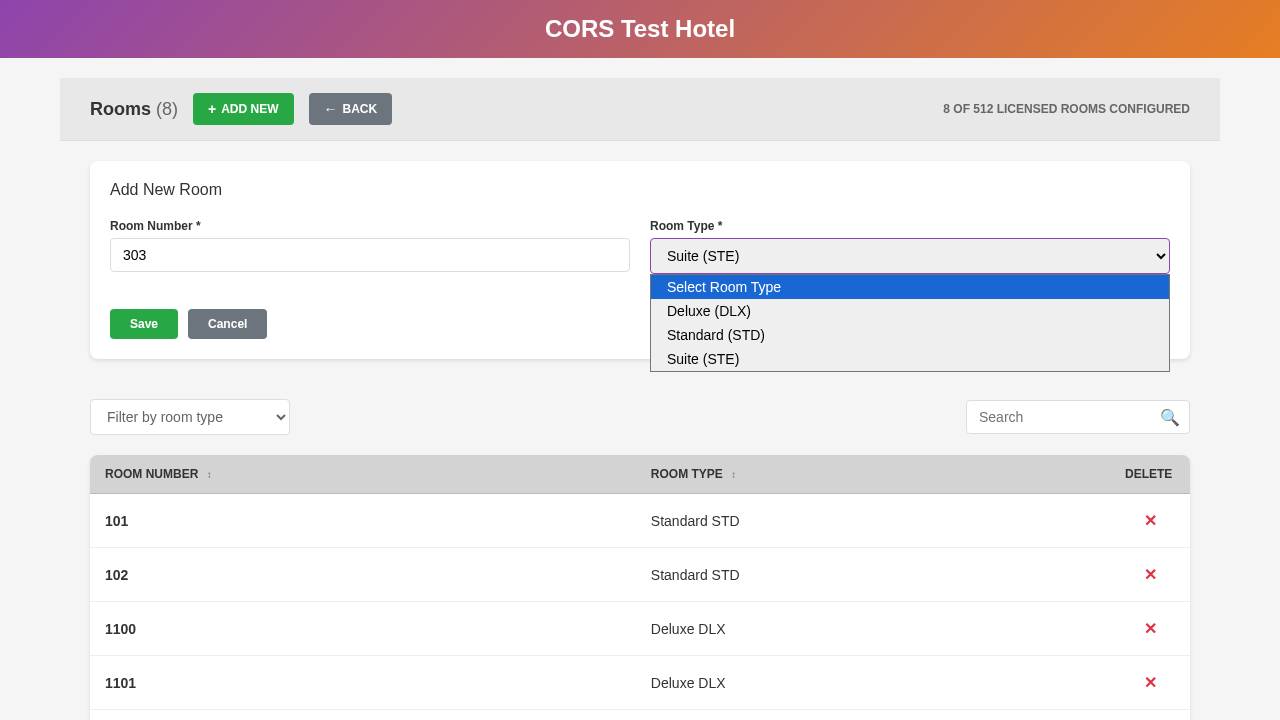 CORS Test Hotel
Rooms (8) + ADD NEW ← BACK 8 OF 512 LICENSED ROOMS CONFIGURED
Add New Room
Room Number * Room Type *
303 Suite (STE)
Select Room Type
Deluxe (DLX)
Standard (STD)
Suite (STE)
Save Cancel
Filter by room type Search
ROOM NUMBER ↕ ROOM TYPE ↕ DELETE
101 Standard STD ×
102 Standard STD ×
1100 Deluxe DLX ×
1101 Deluxe DLX ×